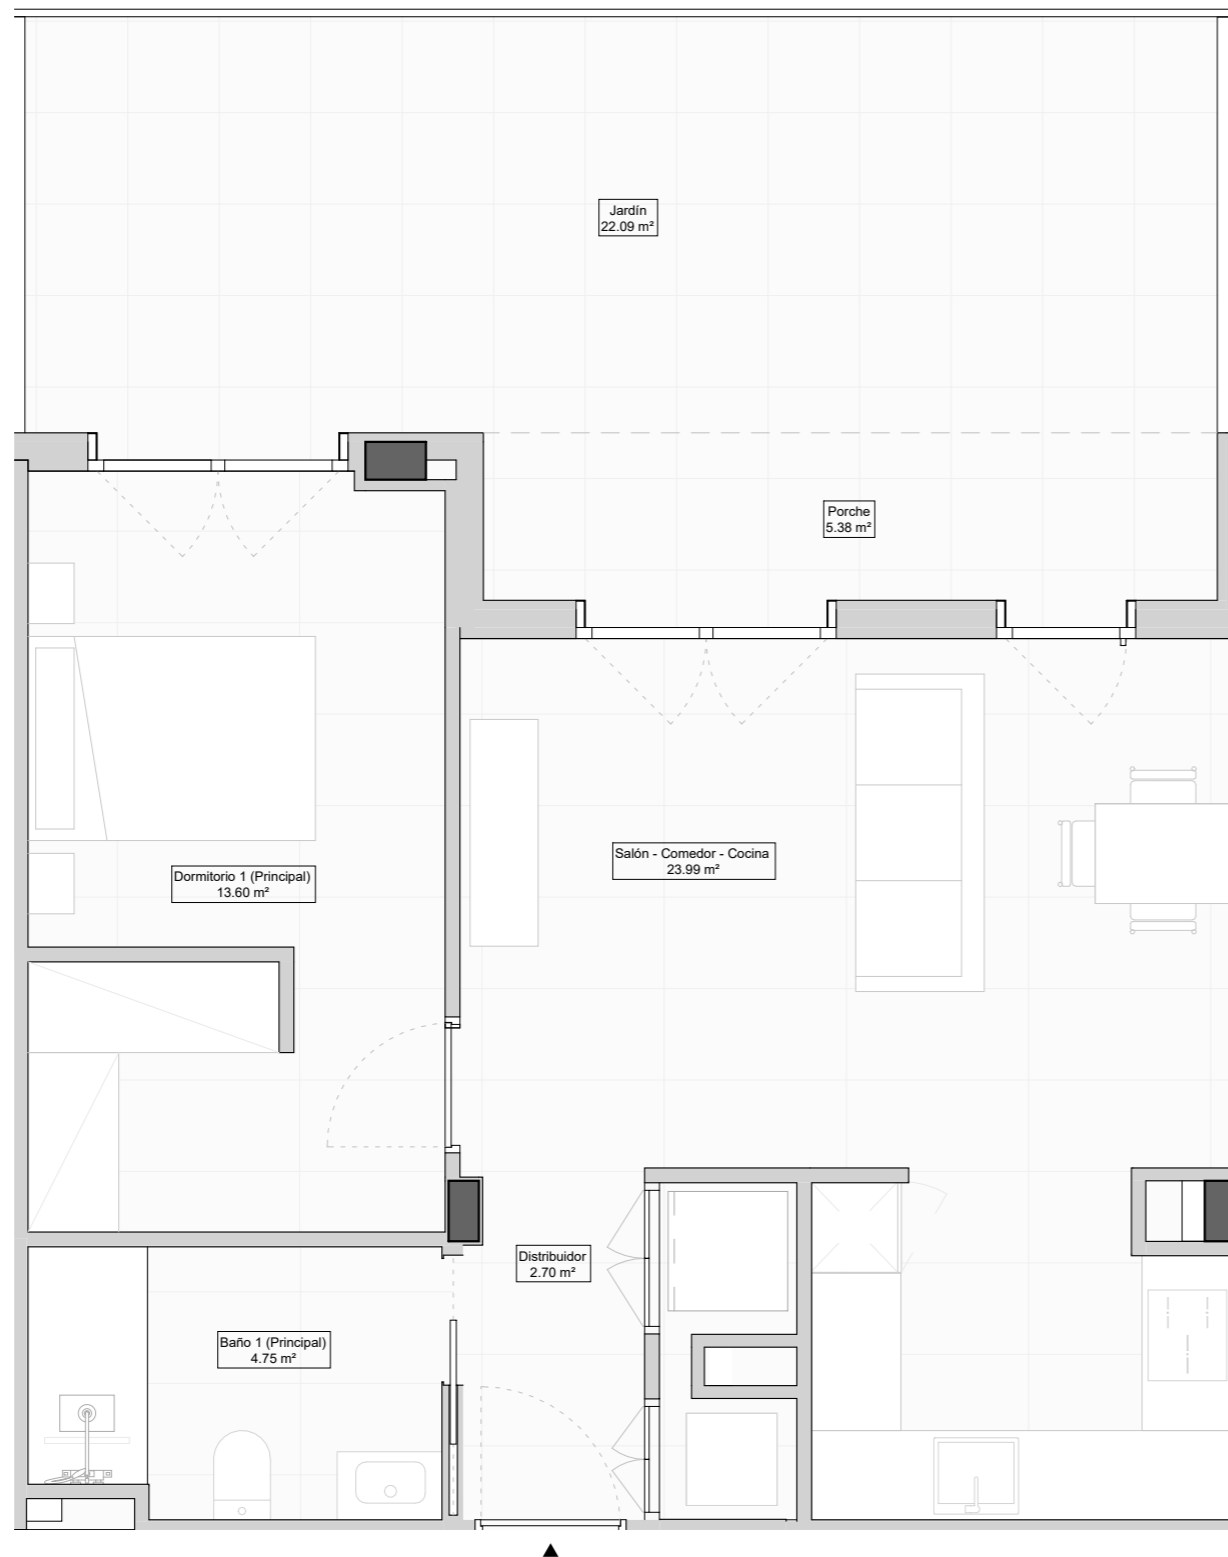 Jardín
22.09 m²
Porche
5.38 m²
Salón - Comedor - Cocina
23.99 m²
Dormitorio 1 (Principal)
13.60 m²
Distribuidor
2.70 m²
Baño 1 (Principal)
4.75 m²